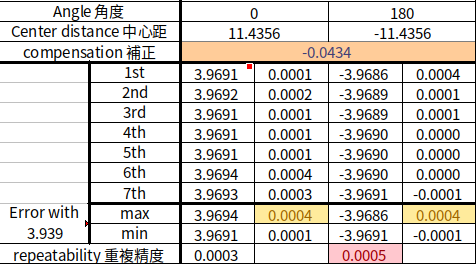 Angle 角度 0 180
Center distance 中心距 11.4356 -11.4356
compensation 補正 -0.0434
1st 3.9691 0.0001 -3.9686 0.0004
2nd 3.9692 0.0002 -3.9689 0.0001
3rd 3.9691 0.0001 -3.9689 0.0001
4th 3.9691 0.0001 -3.9690 0.0000
5th 3.9691 0.0001 -3.9690 0.0000
6th 3.9694 0.0004 -3.9690 0.0000
7th 3.9693 0.0003 -3.9691 -0.0001
Error with 3.939
max 3.9694 0.0004 -3.9686 0.0004
min 3.9691 0.0001 -3.9691 -0.0001
repeatability 重複精度 0.0003 0.0005